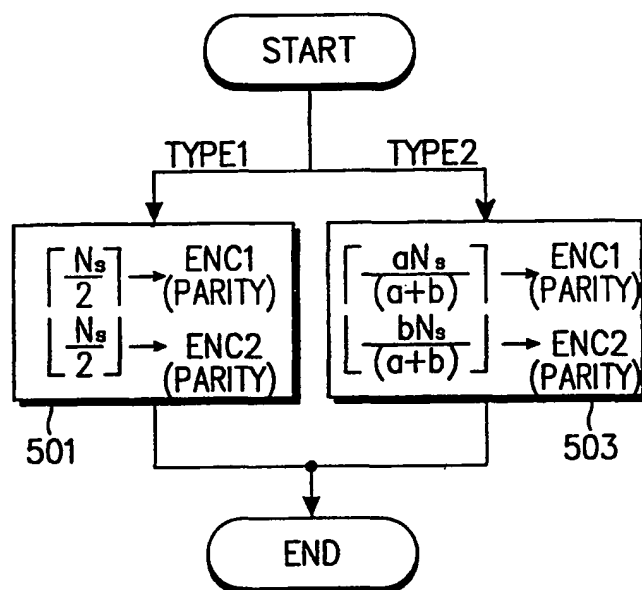 START
TYPE1
TYPE2
⌈Nₛ/2⌉ → ENC1
(PARITY)
⌊Nₛ/2⌋ → ENC2
(PARITY)
501
⌈aNₛ/(a+b)⌉ → ENC1
(PARITY)
⌊bNₛ/(a+b)⌋ → ENC2
(PARITY)
503
END